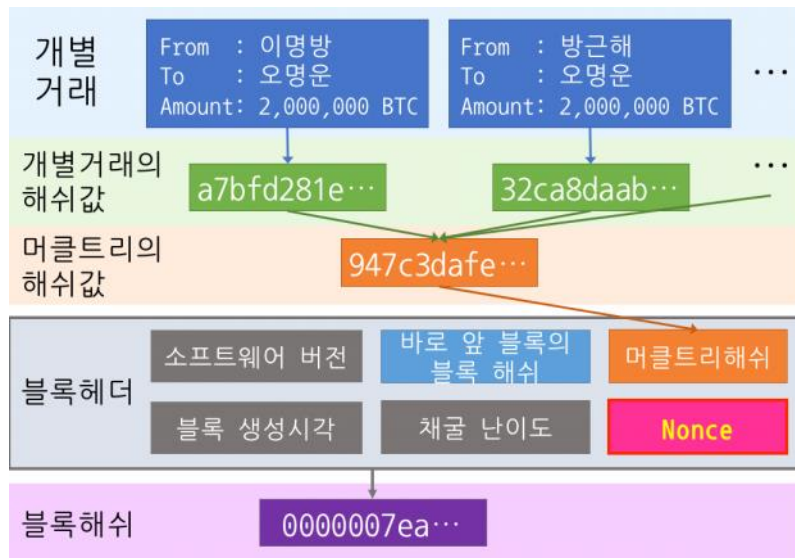 개별
거래
From : 이명방
To : 오명운
Amount: 2,000,000 BTC
From : 방근해
To : 오명운
Amount: 2,000,000 BTC
...
개별거래의
해쉬값
a7bfd281e...
32ca8daab...
...
머클트리의
해쉬값
947c3dafe...
블록헤더
소프트웨어 버전
바로 앞 블록의
블록 해쉬
머클트리해쉬
블록 생성시각
채굴 난이도
Nonce
블록해쉬
0000007ea...